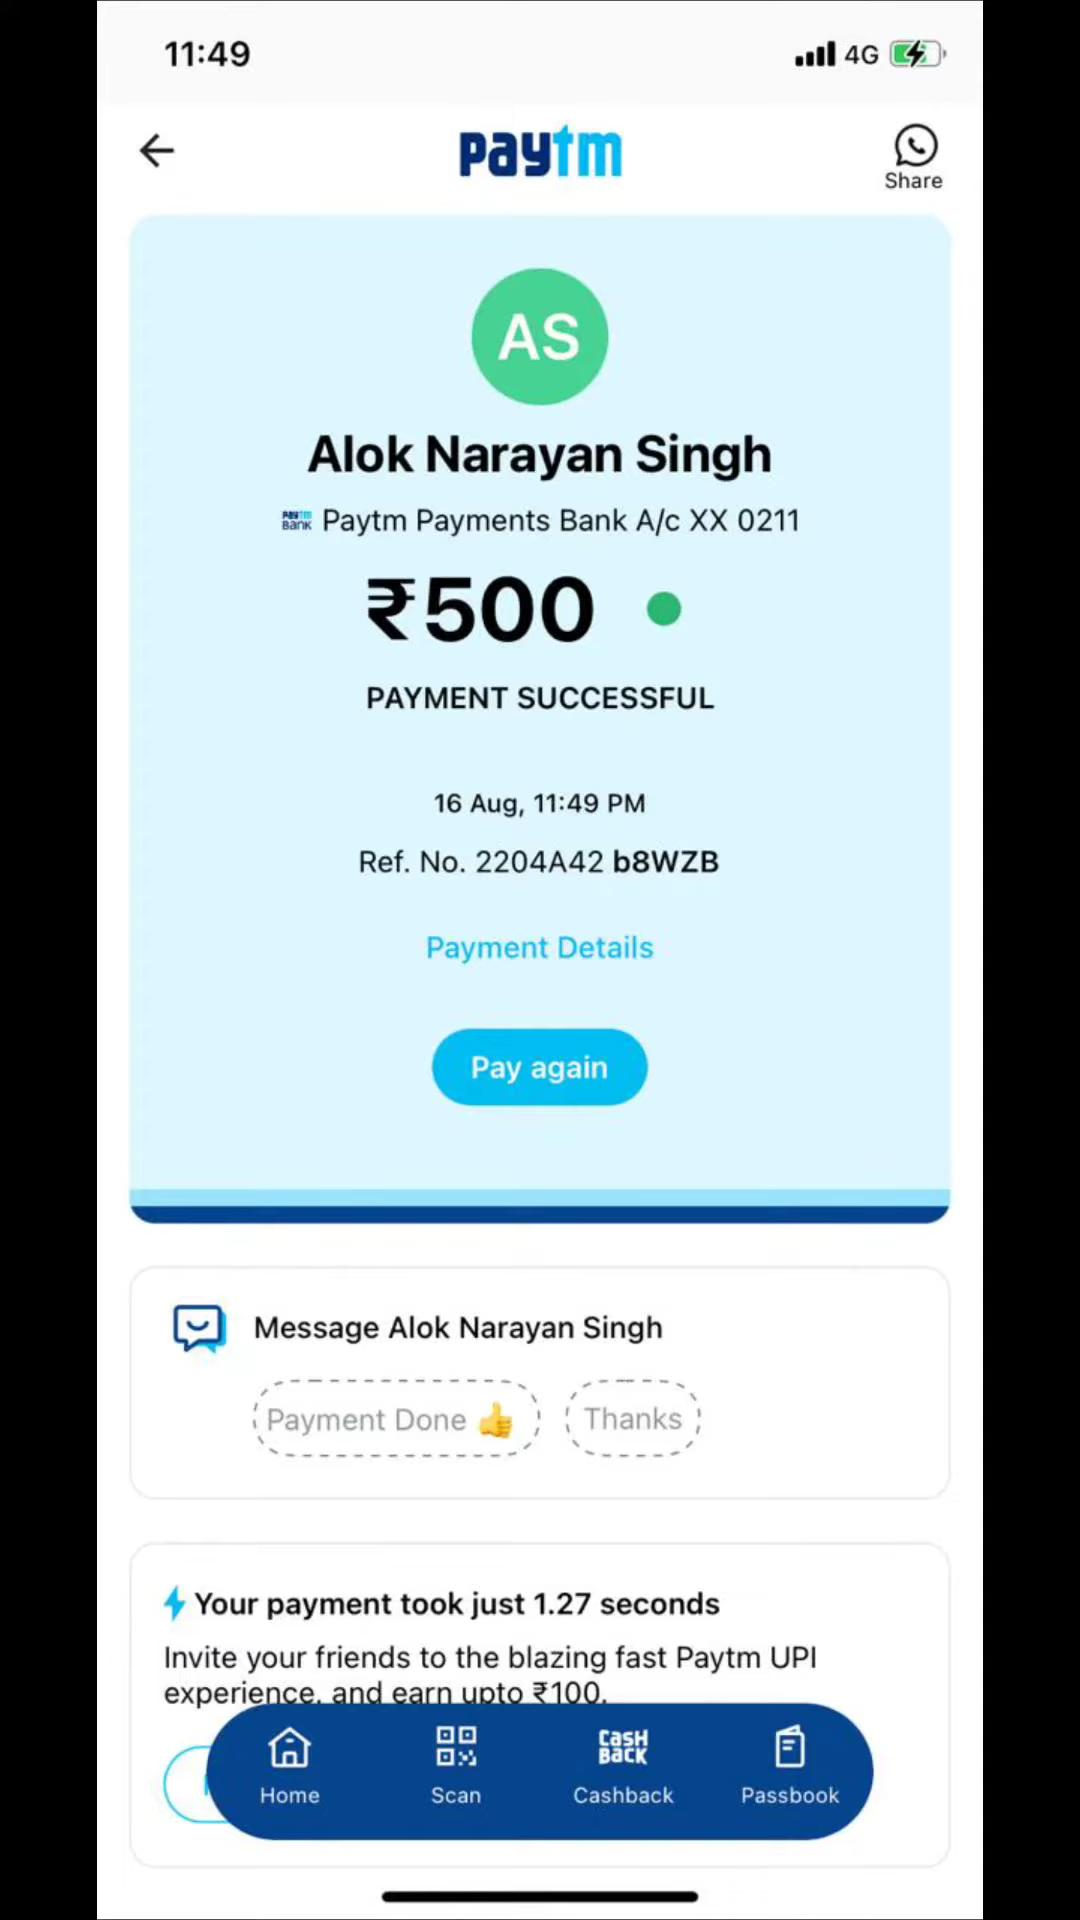 11:49
4G
paytm
Share
AS
Alok Narayan Singh
paytm Bank Paytm Payments Bank A/c XX 0211
₹500
PAYMENT SUCCESSFUL
16 Aug, 11:49 PM
Ref. No. 2204A42 b8WZB
Payment Details
Pay again
Message Alok Narayan Singh
Payment Done 👍 Thanks
Your payment took just 1.27 seconds
Invite your friends to the blazing fast Paytm UPI
experience, and earn upto ₹100.
CASH
BACK
Home Scan Cashback Passbook